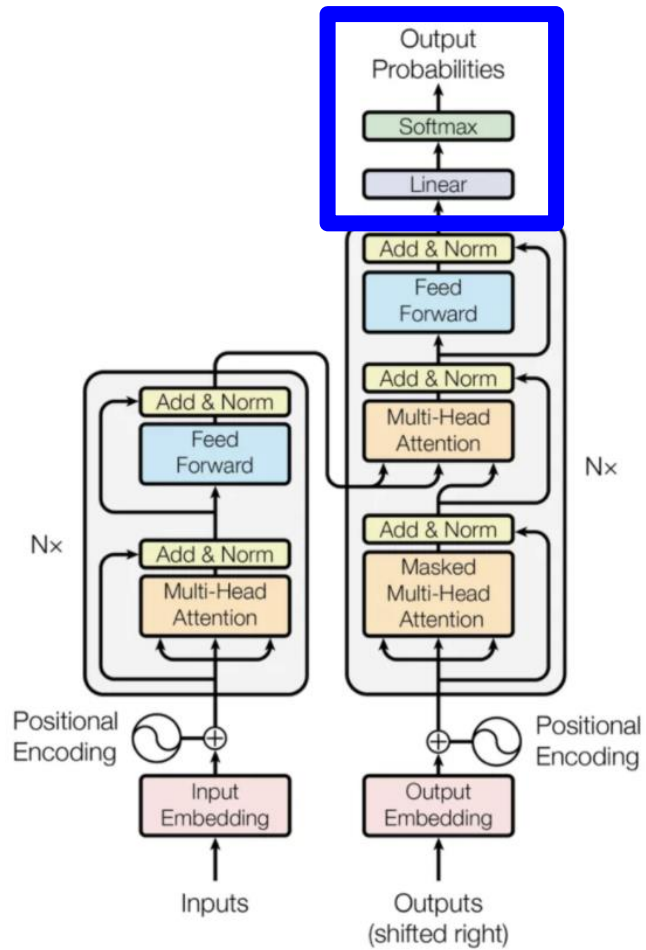 Output
Probabilities
Softmax
Linear
Add & Norm
Feed
Forward
Add & Norm
Multi-Head
Attention
Add & Norm
Masked
Multi-Head
Attention
N×
Add & Norm
Feed
Forward
Add & Norm
Multi-Head
Attention
N×
Positional
Encoding
Positional
Encoding
Input
Embedding
Output
Embedding
Inputs
Outputs
(shifted right)